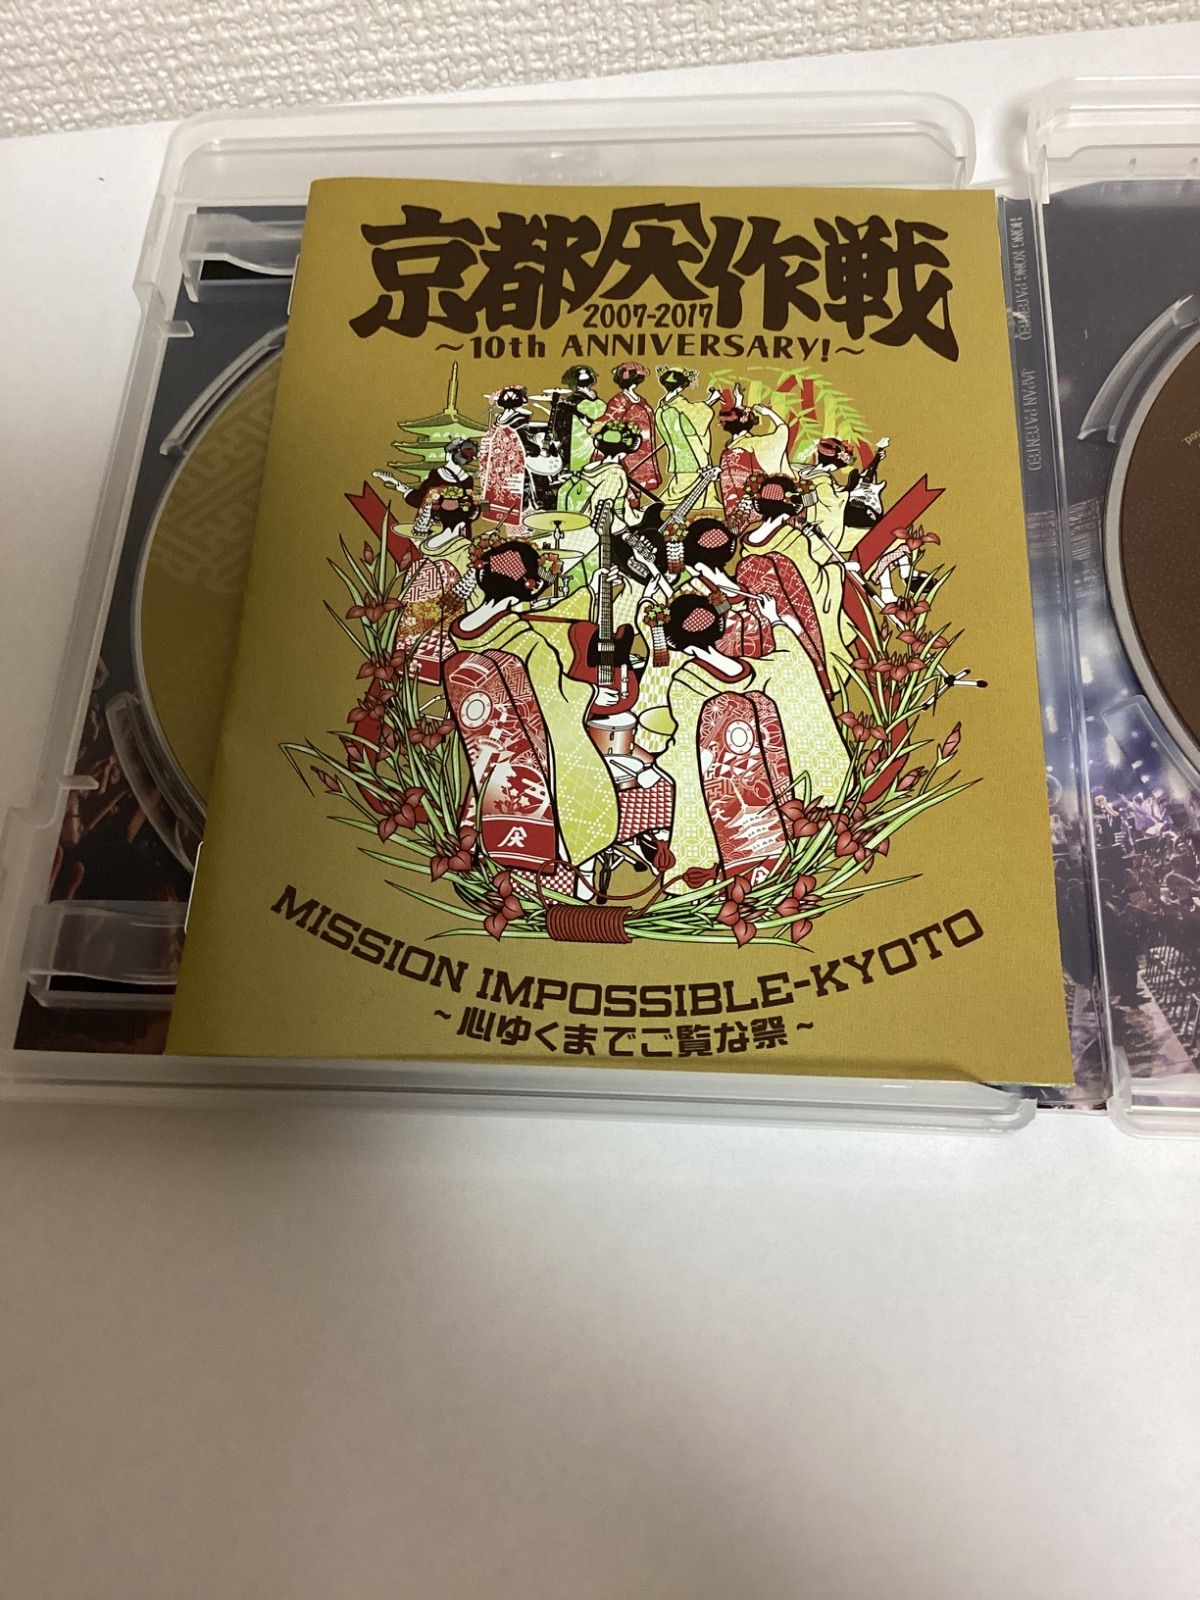 京都大作戦
2007-2017
～10th ANNIVERSARY!～
MISSION IMPOSSIBLE-KYOTO
～心ゆくまでご覧な祭～
HONG KONG PATENTED
JAPAN PATENTED